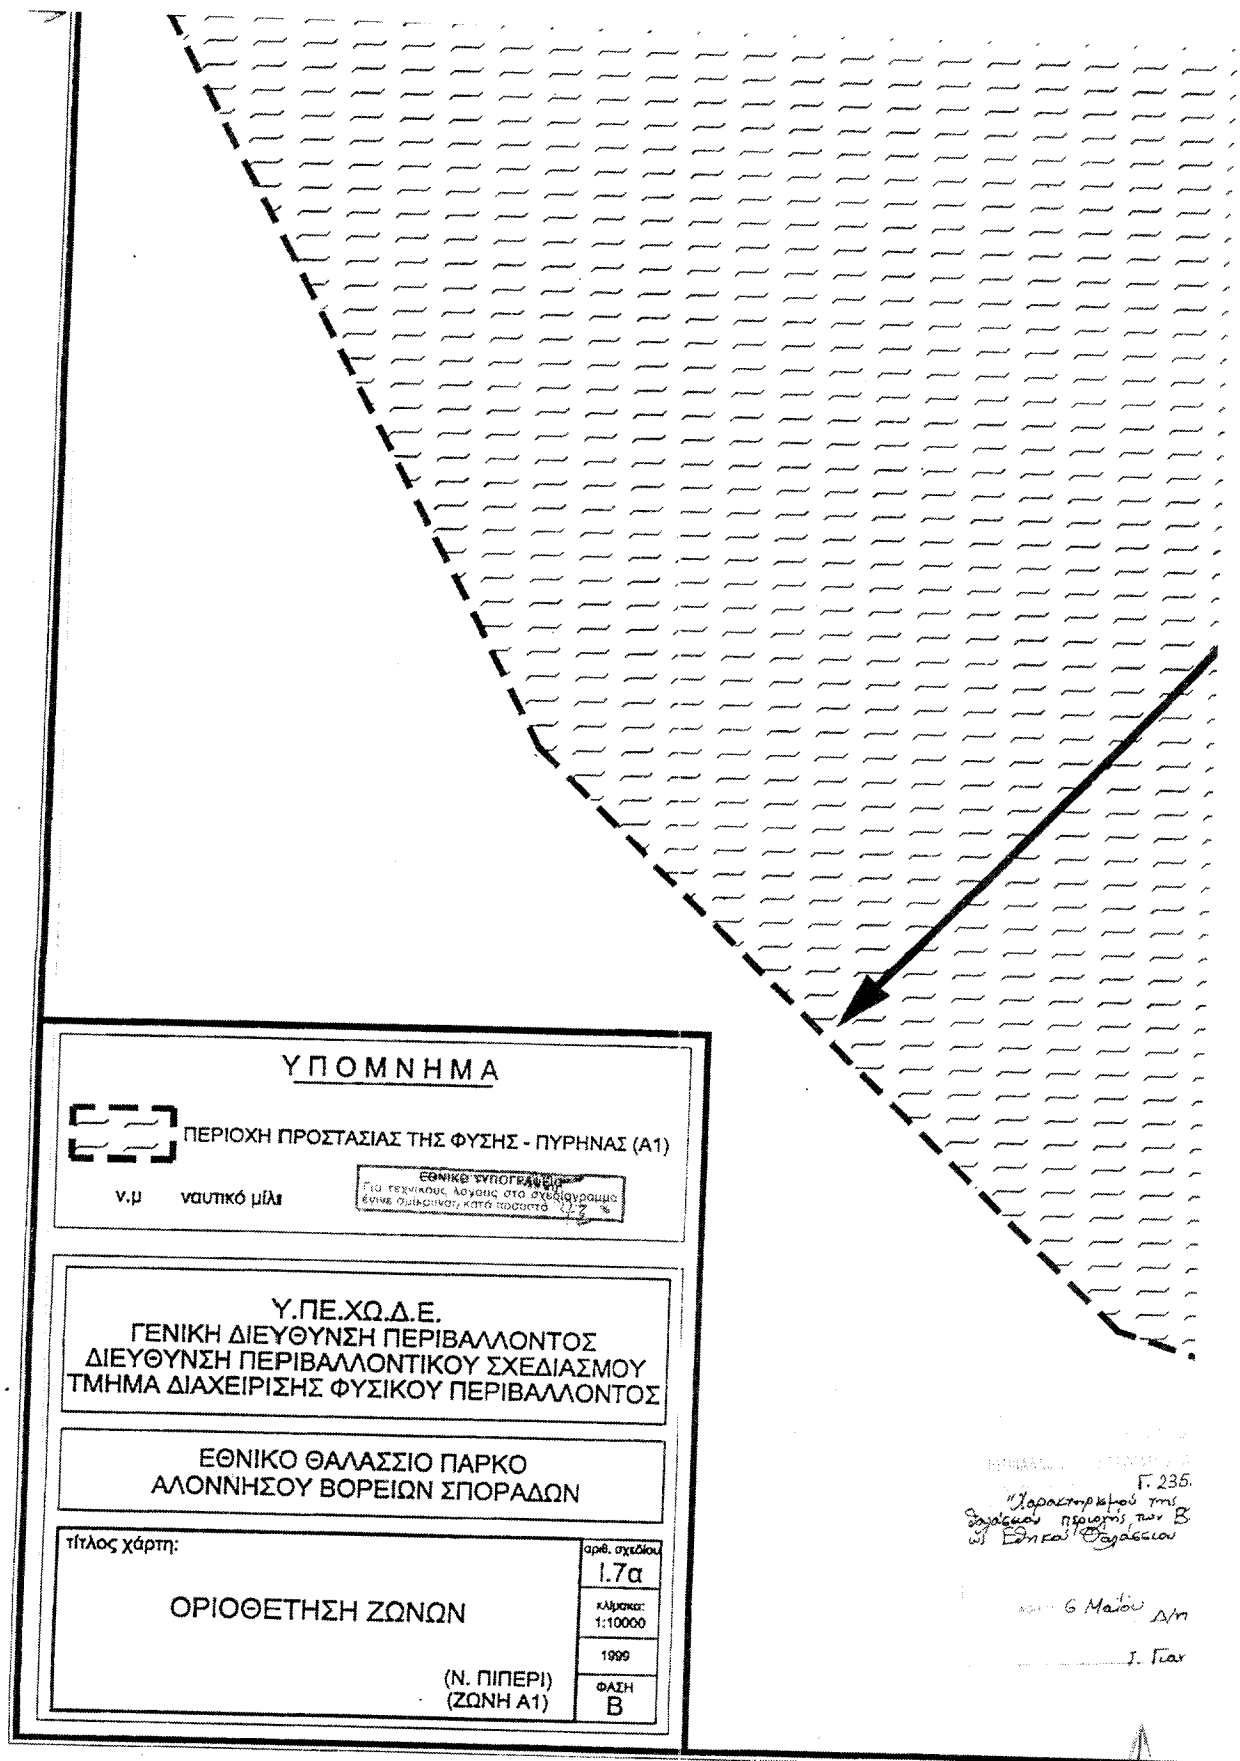 ΥΠΟΜΝΗΜΑ
ΠΕΡΙΟΧΗ ΠΡΟΣΤΑΣΙΑΣ ΤΗΣ ΦΥΣΗΣ - ΠΥΡΗΝΑΣ (Α1)
ν.μ ναυτικό μίλι
ΕΘΝΙΚΟ ΤΥΠΟΓΡΑΦΕΙΟ
Για τεχνικούς λόγους στο σχεδιάγραμμα
έγινε σμίκρυνση κατά ποσοστό %
Υ.ΠΕ.ΧΩ.Δ.Ε.
ΓΕΝΙΚΗ ΔΙΕΥΘΥΝΣΗ ΠΕΡΙΒΑΛΛΟΝΤΟΣ
ΔΙΕΥΘΥΝΣΗ ΠΕΡΙΒΑΛΛΟΝΤΙΚΟΥ ΣΧΕΔΙΑΣΜΟΥ
ΤΜΗΜΑ ΔΙΑΧΕΙΡΙΣΗΣ ΦΥΣΙΚΟΥ ΠΕΡΙΒΑΛΛΟΝΤΟΣ
ΕΘΝΙΚΟ ΘΑΛΑΣΣΙΟ ΠΑΡΚΟ
ΑΛΟΝΝΗΣΟΥ ΒΟΡΕΙΩΝ ΣΠΟΡΑΔΩΝ
τίτλος χάρτη:
ΟΡΙΟΘΕΤΗΣΗ ΖΩΝΩΝ
(Ν. ΠΙΠΕΡΙ)
(ΖΩΝΗ Α1)
αριθ. σχεδίου
Ι.7α
κλίμακα:
1:10000
1999
ΦΑΣΗ
Β
Γ. 235.
"Χαρακτηρισμού της
θαλάσσιου περιοχής των Β
ως Εθνικού Θαλάσσιου
6 Μαΐου
Δ/η
Ι. Γιαν